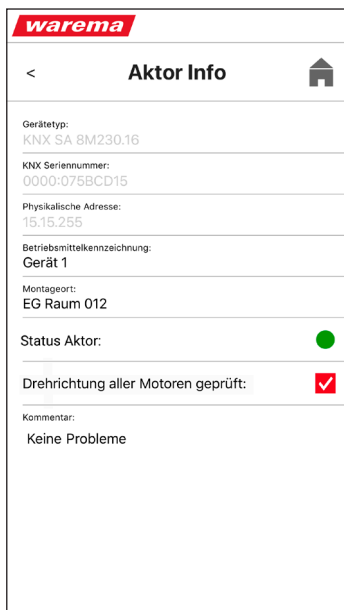 warema
< Aktor Info
Gerätetyp:
KNX SA 8M230.16
KNX Seriennummer:
0000:075BCD15
Physikalische Adresse:
15.15.255
Betriebsmittelkennzeichnung:
Gerät 1
Montageort:
EG Raum 012
Status Aktor:
Drehrichtung aller Motoren geprüft:
Kommentar:
Keine Probleme